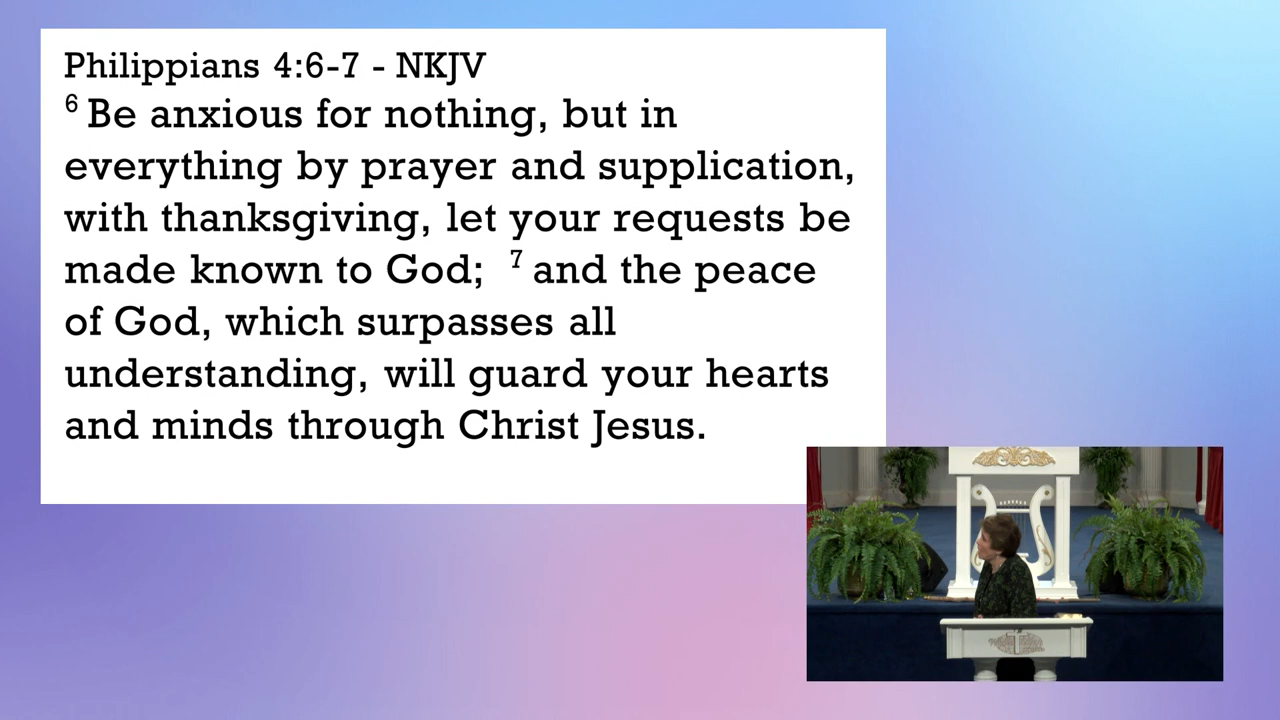 Philippians 4:6-7 - NKJV
6 Be anxious for nothing, but in
everything by prayer and supplication,
with thanksgiving, let your requests be
made known to God; 7 and the peace
of God, which surpasses all
understanding, will guard your hearts
and minds through Christ Jesus.